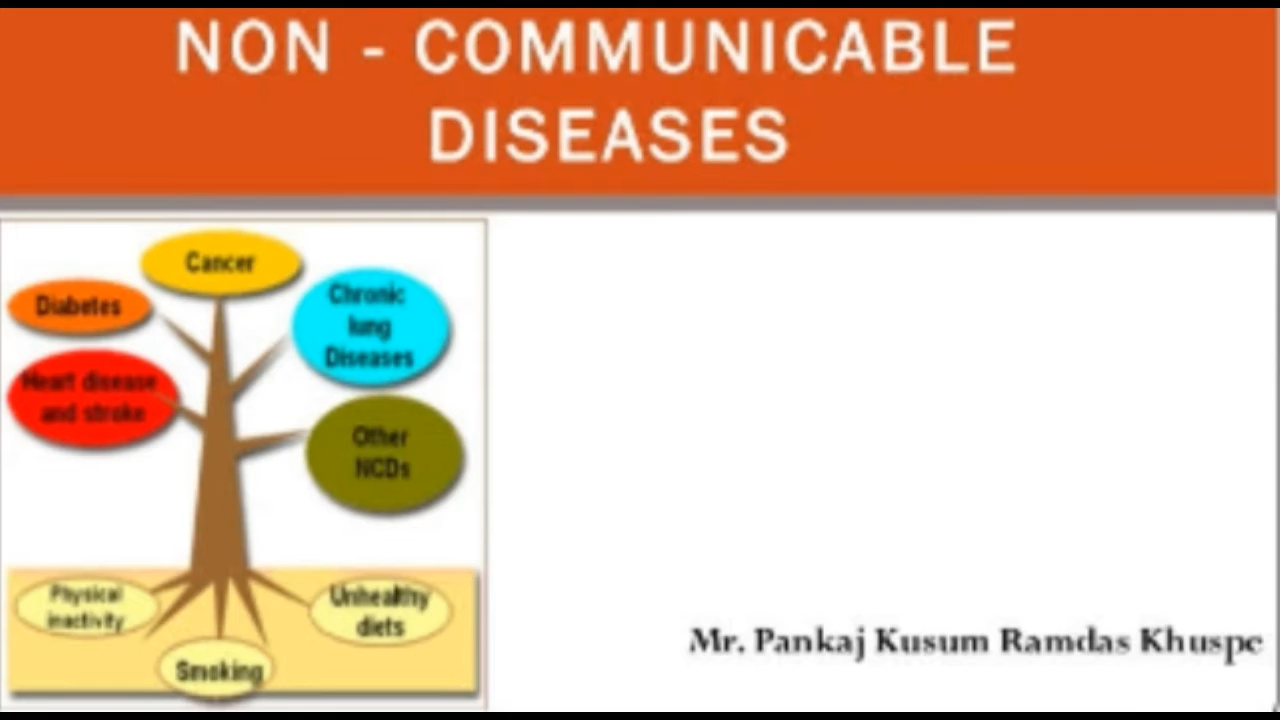 NON - COMMUNICABLE
DISEASES
Cancer
Diabetes
Chronic
lung
Diseases
Heart disease
and stroke
Other
NCDs
Physical
inactivity
Unhealthy
diets
Smoking
Mr. Pankaj Kusum Ramdas Khuspe